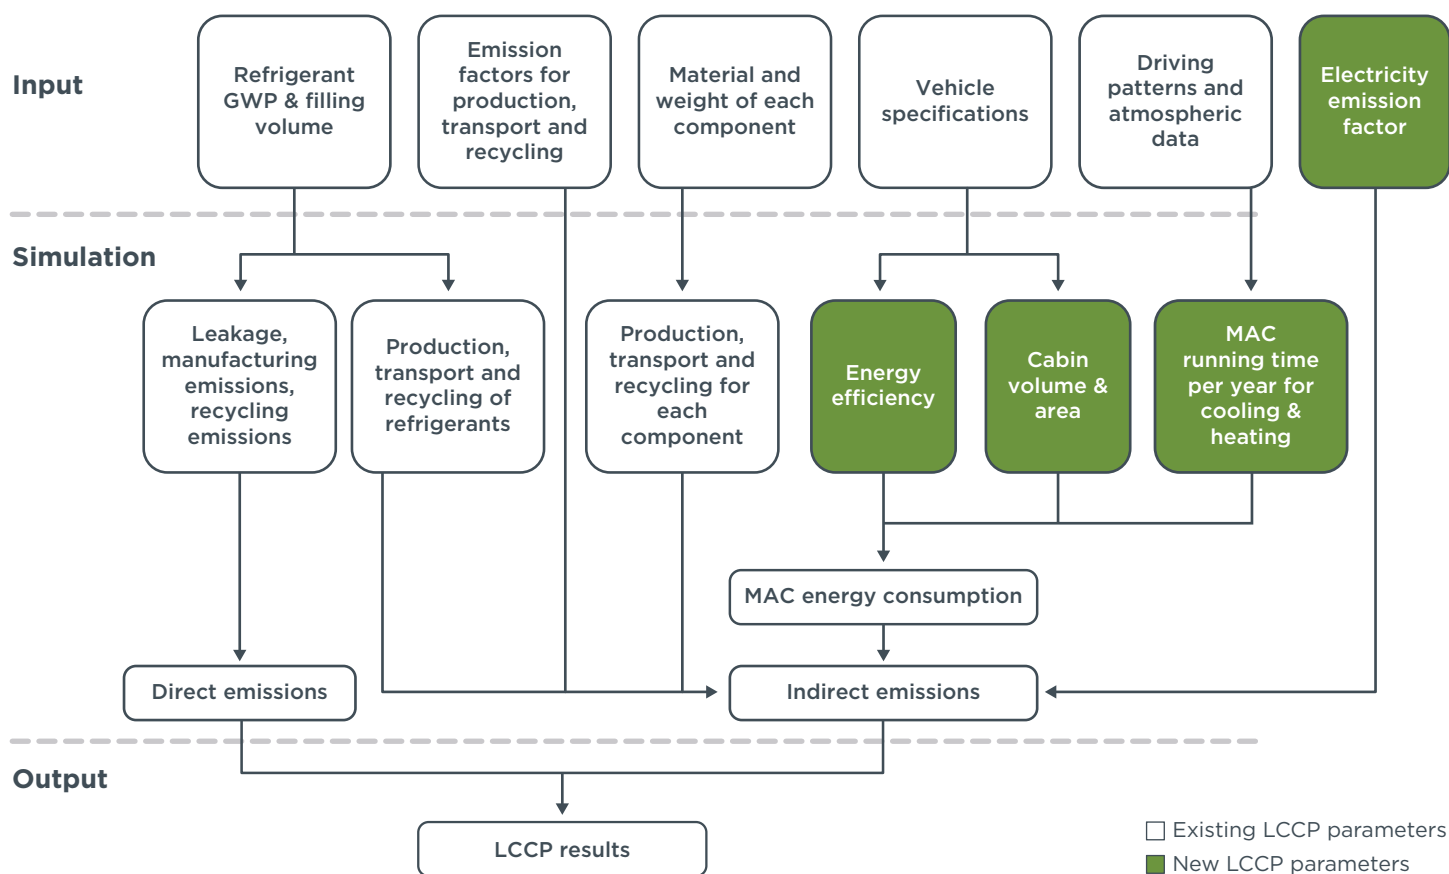 Input
Refrigerant
GWP & filling
volume
Emission
factors for
production,
transport and
recycling
Material and
weight of each
component
Vehicle
specifications
Driving
patterns and
atmospheric
data
Electricity
emission
factor
Simulation
Leakage,
manufacturing
emissions,
recycling
emissions
Production,
transport and
recycling of
refrigerants
Production,
transport and
recycling for
each
component
Energy
efficiency
Cabin
volume &
area
MAC
running time
per year for
cooling &
heating
MAC energy consumption
Direct emissions
Indirect emissions
Output
LCCP results
Existing LCCP parameters
New LCCP parameters